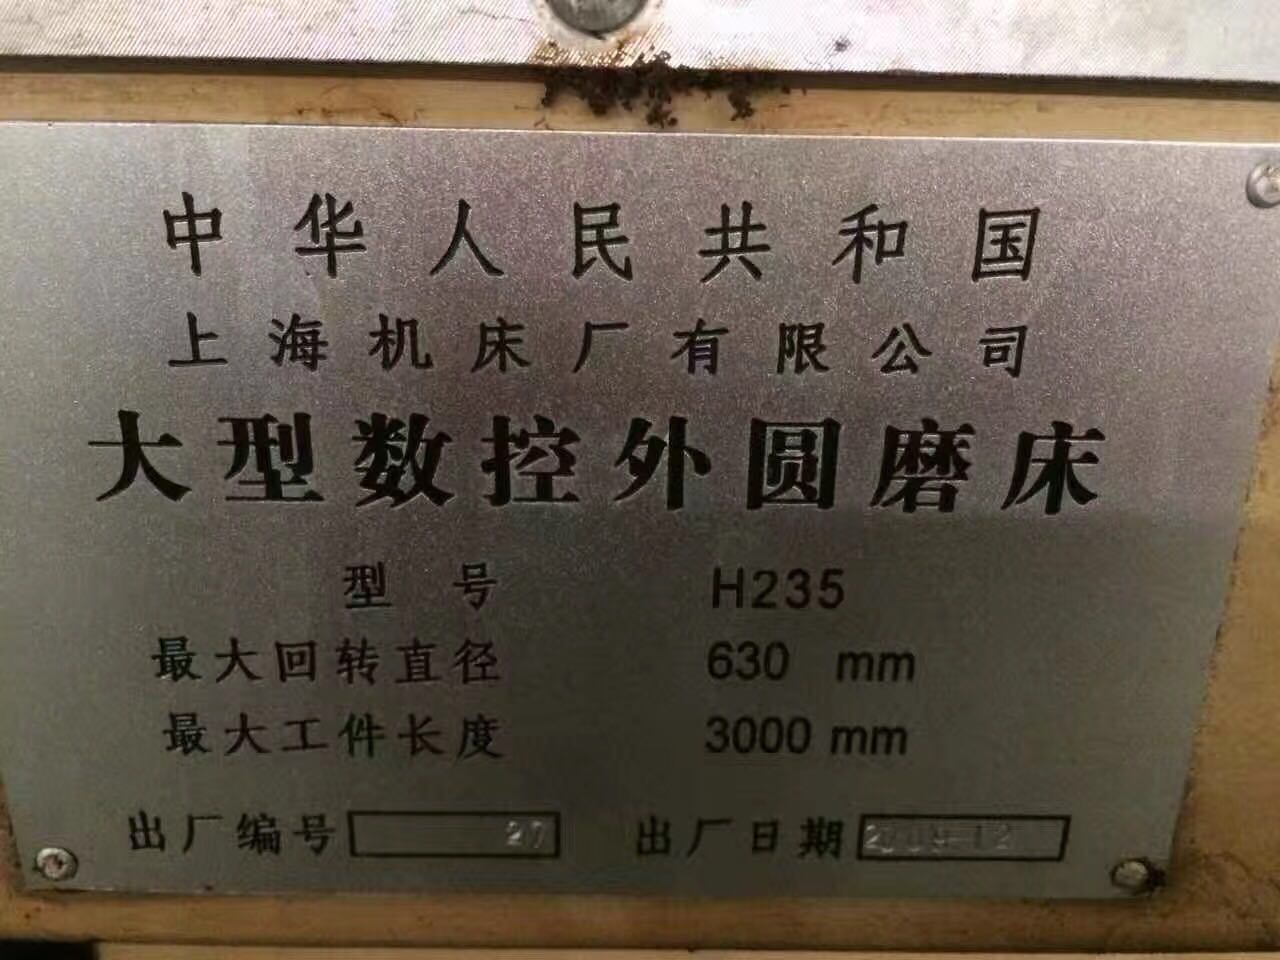 中华人民共和国
上海机床厂有限公司
大型数控外圆磨床
型号 H235
最大回转直径 630 mm
最大工件长度 3000 mm
出厂编号 27 出厂日期 2009-12